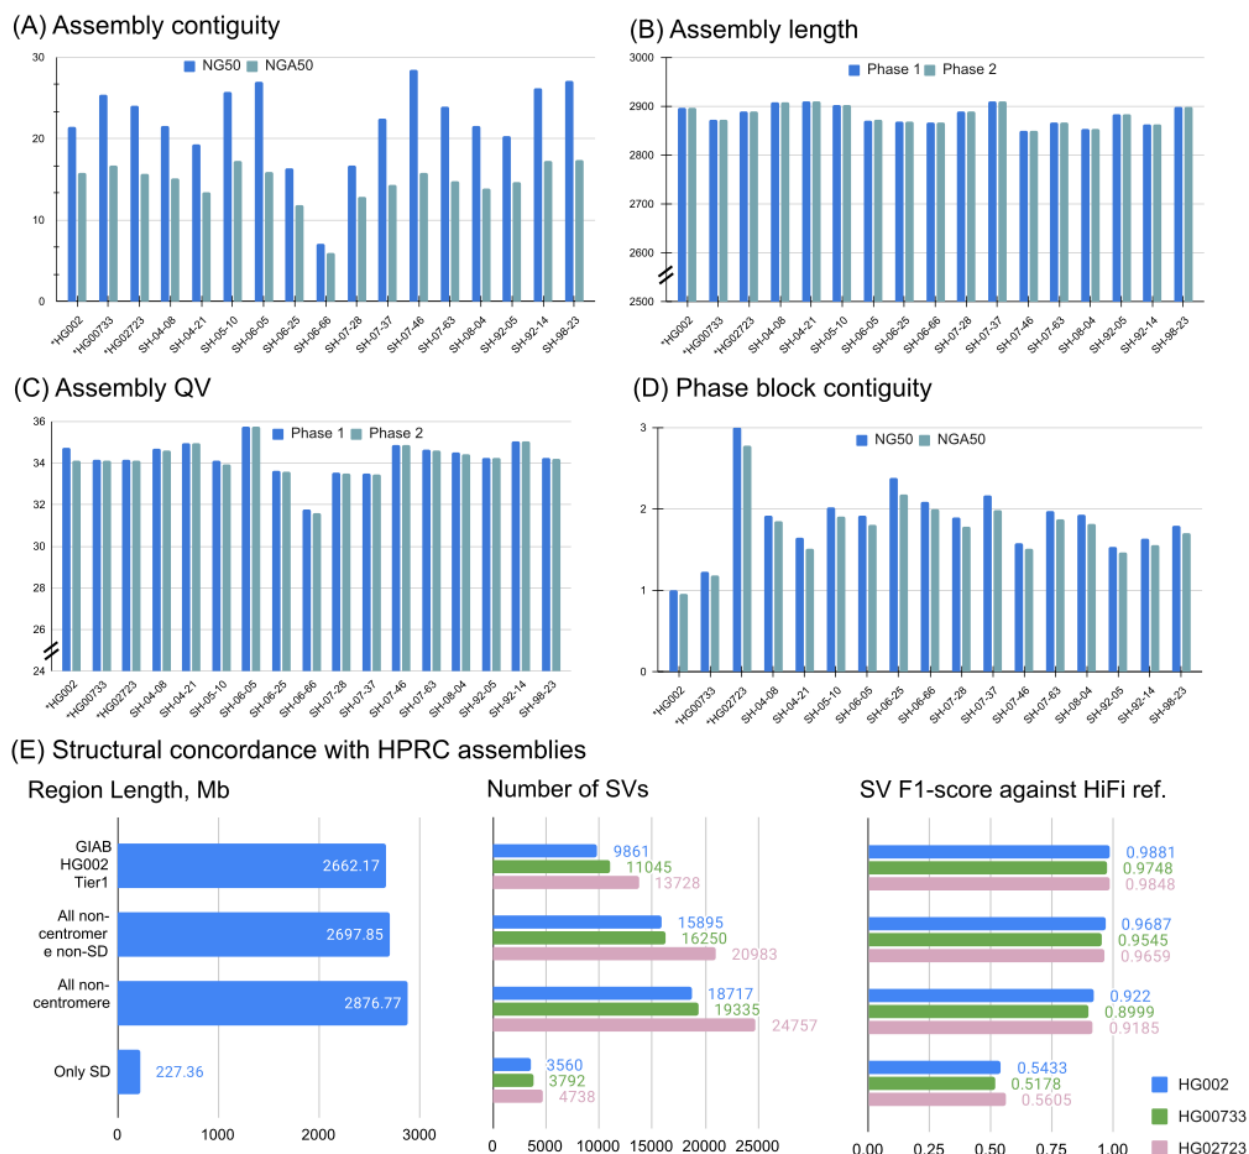 (A) Assembly contiguity
NG50 NGA50
30
20
10
0
*HG002 *HG00733 *HG02723 SH-04-08 SH-04-21 SH-05-10 SH-06-05 SH-06-25 SH-06-66 SH-07-28 SH-07-37 SH-07-46 SH-07-63 SH-08-04 SH-92-05 SH-92-14 SH-98-23
(B) Assembly length
Phase 1 Phase 2
3000
2900
2800
2700
2600
2500
*HG002 *HG00733 *HG02723 SH-04-08 SH-04-21 SH-05-10 SH-06-05 SH-06-25 SH-06-66 SH-07-28 SH-07-37 SH-07-46 SH-07-63 SH-08-04 SH-92-05 SH-92-14 SH-98-23
(C) Assembly QV
Phase 1 Phase 2
36
34
32
30
28
26
24
*HG002 *HG00733 *HG02723 SH-04-08 SH-04-21 SH-05-10 SH-06-05 SH-06-25 SH-06-66 SH-07-28 SH-07-37 SH-07-46 SH-07-63 SH-08-04 SH-92-05 SH-92-14 SH-98-23
(D) Phase block contiguity
NG50 NGA50
3
2
1
0
*HG002 *HG00733 *HG02723 SH-04-08 SH-04-21 SH-05-10 SH-06-05 SH-06-25 SH-06-66 SH-07-28 SH-07-37 SH-07-46 SH-07-63 SH-08-04 SH-92-05 SH-92-14 SH-98-23
(E) Structural concordance with HPRC assemblies
Region Length, Mb
GIAB
HG002
Tier1
2662.17
All non-
centromer
e non-SD
2697.85
All non-
centromere
2876.77
Only SD
227.36
0 1000 2000 3000
Number of SVs
9861
11045
13728
15895
16250
20983
18717
19335
24757
3560
3792
4738
0 5000 10000 15000 20000 25000
SV F1-score against HiFi ref.
0.9881
0.9748
0.9848
0.9687
0.9545
0.9659
0.922
0.8999
0.9185
0.5433
0.5178
0.5605
0.00 0.25 0.50 0.75 1.00
HG002
HG00733
HG02723